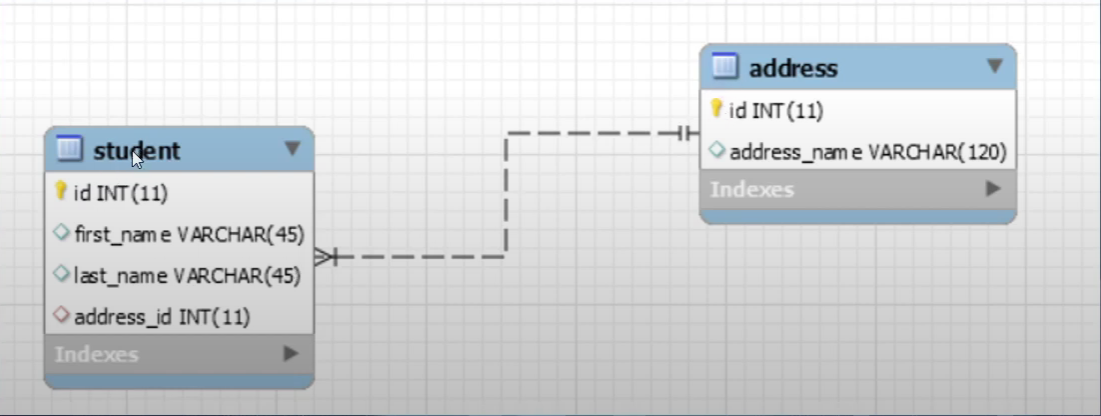 student
id INT(11)
first_name VARCHAR(45)
last_name VARCHAR(45)
address_id INT(11)
Indexes
address
id INT(11)
address_name VARCHAR(120)
Indexes